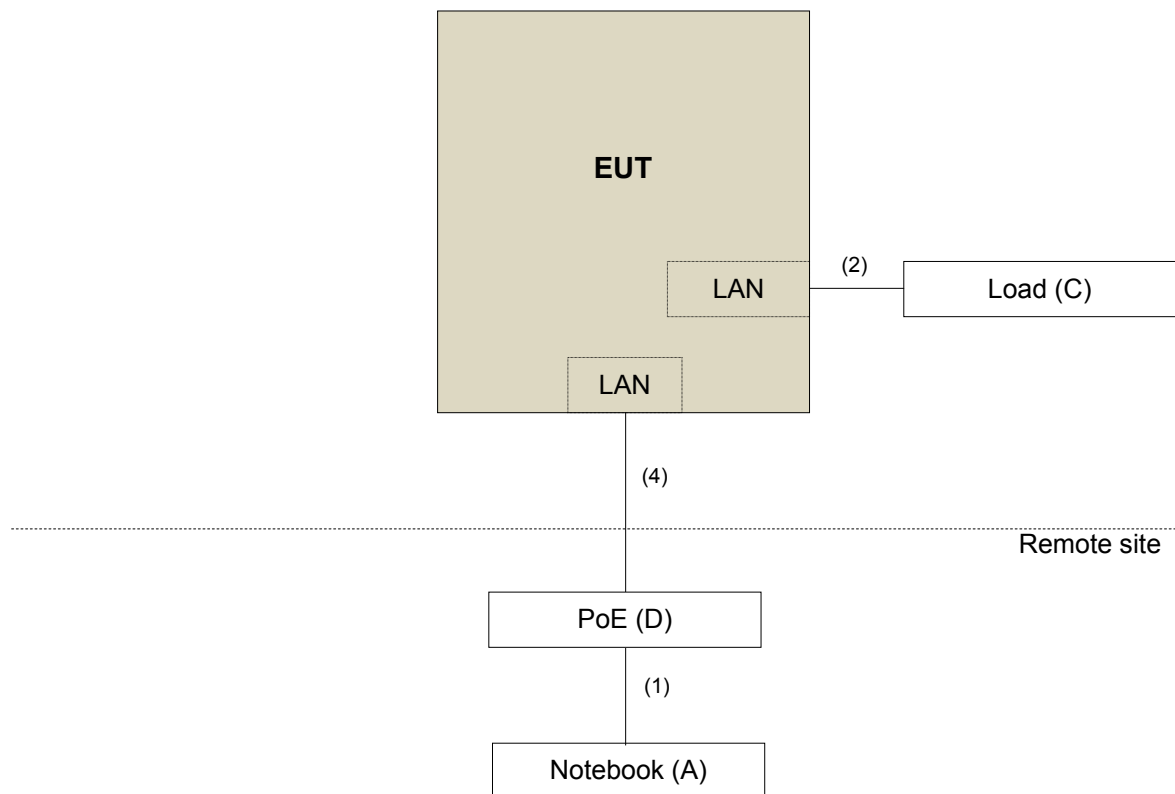 EUT
(2)
LAN
Load (C)
LAN
(4)
Remote site
PoE (D)
(1)
Notebook (A)